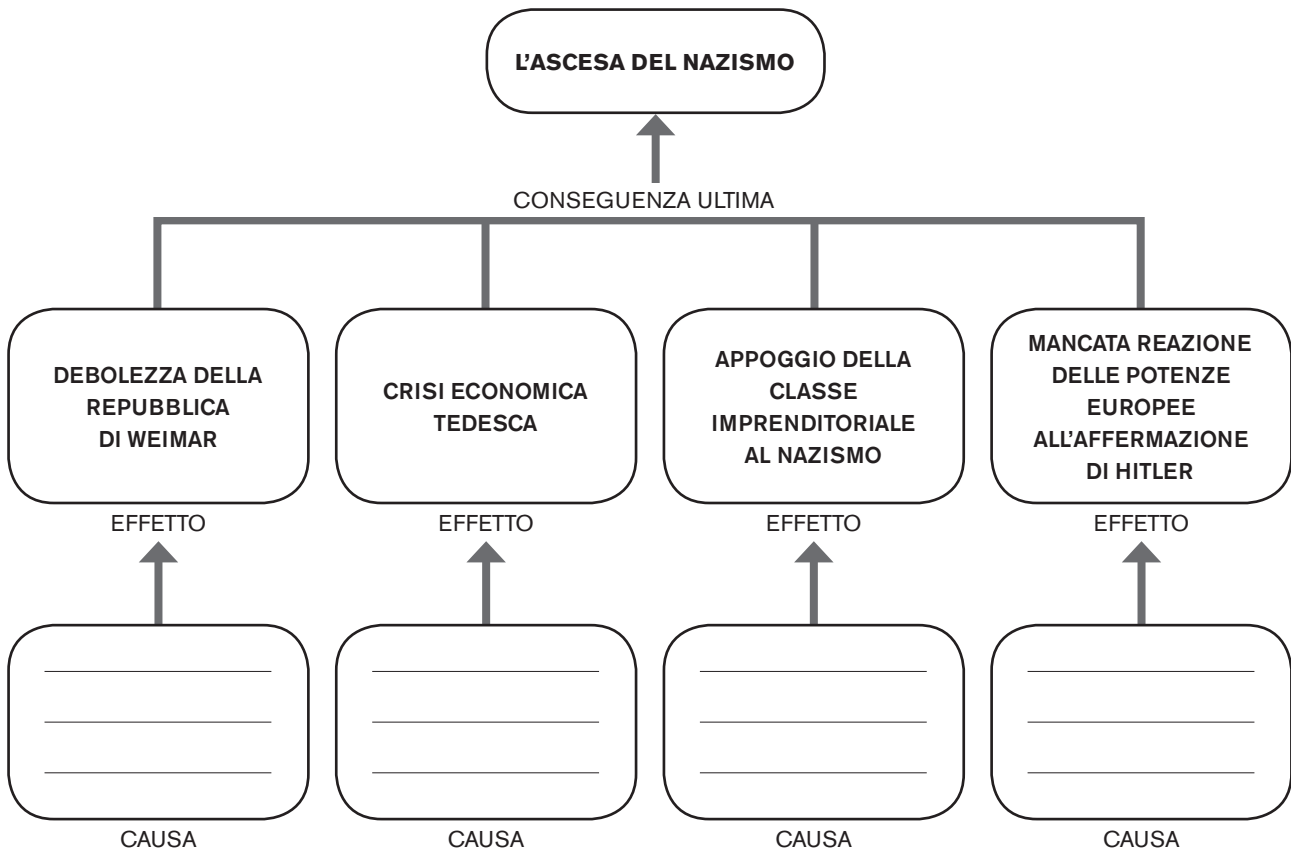 L'ASCESA DEL NAZISMO
CONSEGUENZA ULTIMA
DEBOLEZZA DELLA
REPUBBLICA
DI WEIMAR
CRISI ECONOMICA
TEDESCA
APPOGGIO DELLA
CLASSE
IMPRENDITORIALE
AL NAZISMO
MANCATA REAZIONE
DELLE POTENZE
EUROPEE
ALL'AFFERMAZIONE
DI HITLER
EFFETTO
EFFETTO
EFFETTO
EFFETTO
CAUSA
CAUSA
CAUSA
CAUSA